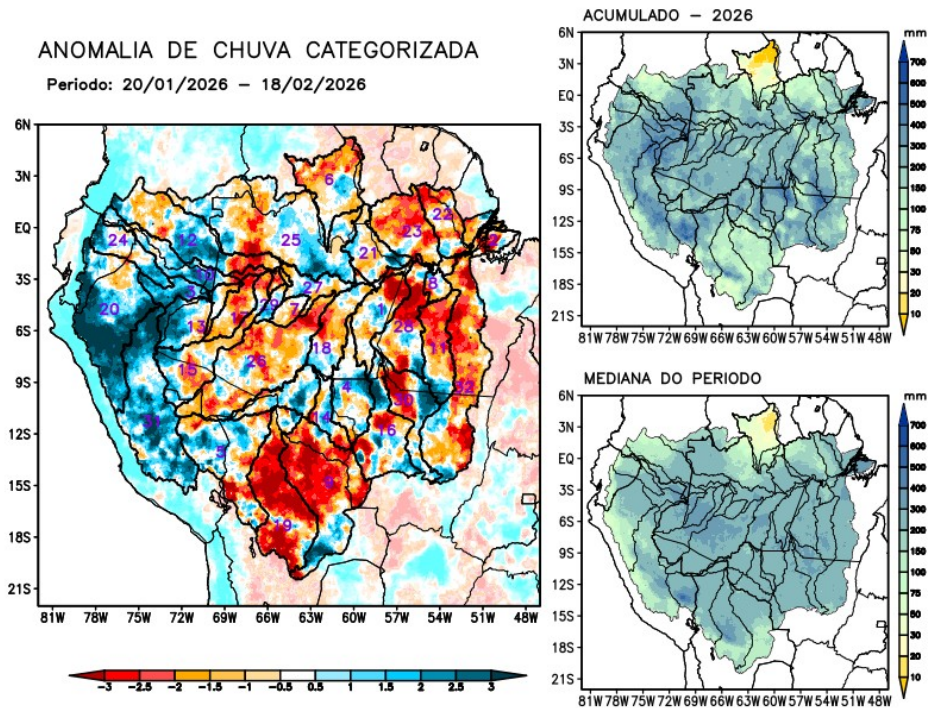 ANOMALIA DE CHUVA CATEGORIZADA
Periodo: 20/01/2026 – 18/02/2026
6N
3N
EQ
3S
6S
9S
12S
15S
18S
21S
81W 78W 75W 72W 69W 66W 63W 60W 57W 54W 51W 48W
6
22
23
2
24
12
25
21
10
3
27
8
20
29
1
17
7
13
28
18
11
15
26
4
32
30
31
14
16
5
9
19
−3 −2.5 −2 −1.5 −1 −0.5 0.5 1 1.5 2 2.5 3
ACUMULADO – 2026
6N
3N
EQ
3S
6S
9S
12S
15S
18S
21S
81W 78W 75W 72W 69W 66W 63W 60W 57W 54W 51W 48W
mm
700
600
500
400
300
200
150
100
75
50
30
20
10
MEDIANA DO PERIODO
6N
3N
EQ
3S
6S
9S
12S
15S
18S
21S
81W 78W 75W 72W 69W 66W 63W 60W 57W 54W 51W 48W
mm
700
600
500
400
300
200
150
100
75
50
30
20
10